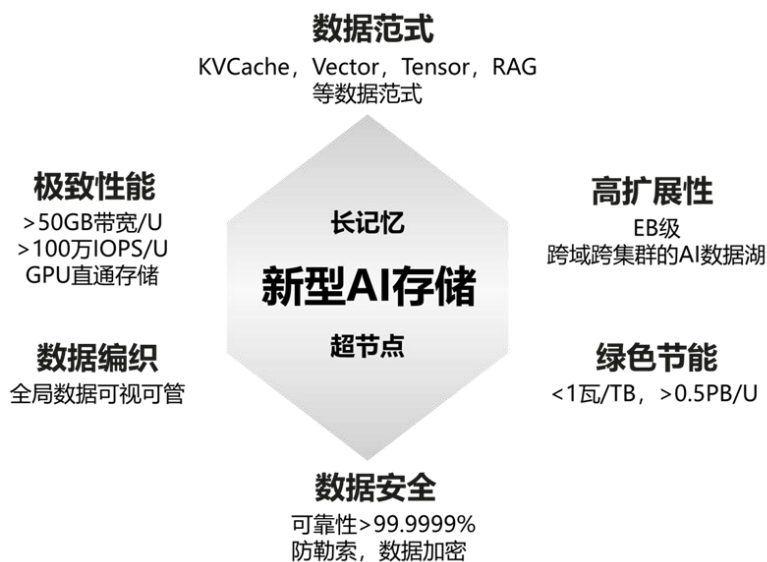 数据范式
KVCache，Vector，Tensor，RAG
等数据范式
极致性能
>50GB带宽/U
>100万IOPS/U
GPU直通存储
高扩展性
EB级
跨域跨集群的AI数据湖
长记忆
新型AI存储
超节点
数据编织
全局数据可视可管
绿色节能
<1瓦/TB，>0.5PB/U
数据安全
可靠性>99.9999%
防勒索，数据加密